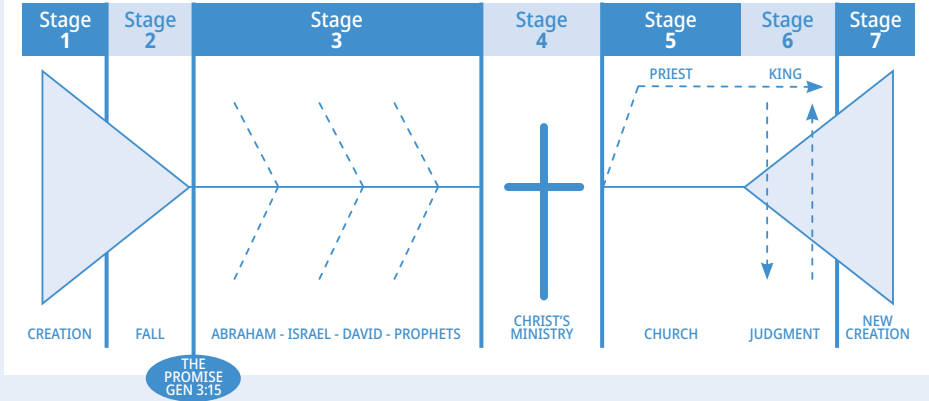 Stage
1
Stage
2
Stage
3
Stage
4
Stage
5
Stage
6
Stage
7
PRIEST
KING
CREATION
FALL
ABRAHAM - ISRAEL - DAVID - PROPHETS
CHRIST'S
MINISTRY
CHURCH
JUDGMENT
NEW
CREATION
THE
PROMISE
GEN 3:15